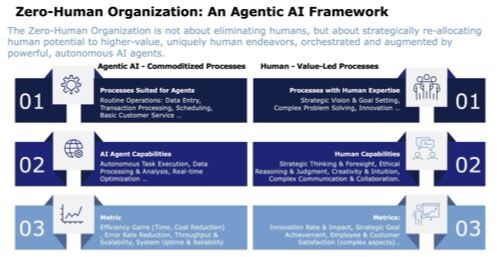 Zero-Human Organization: An Agentic AI Framework
The Zero-Human Organization is not about eliminating humans, but about strategically re-allocating
human potential to higher-value, uniquely human endeavors, orchestrated and augmented by
powerful, autonomous AI agents.
Agentic AI - Commoditized Processes
Human - Value-Led Processes
01
Processes Suited for Agents
Routine Operations: Data Entry,
Transaction Processing, Scheduling,
Basic Customer Service ...
Processes with Human Expertise
Strategic Vision & Goal Setting,
Complex Problem Solving, Innovation ...
01
02
AI Agent Capabilities
Autonomous Task Execution, Data
Processing & Analysis, Real-time
Optimization ...
Human Capabilities
Strategic Thinking & Foresight, Ethical
Reasoning & Judgment, Creativity & Intuition,
Complex Communication & Collaboration.
02
03
Metric
Efficiency Gains (Time, Cost Reduction)
, Error Rate Reduction, Throughput &
Scalability, System Uptime & Reliability
Metrics:
Innovation Rate & Impact, Strategic Goal
Achievement, Employee & Customer
Satisfaction (complex aspects)...
03